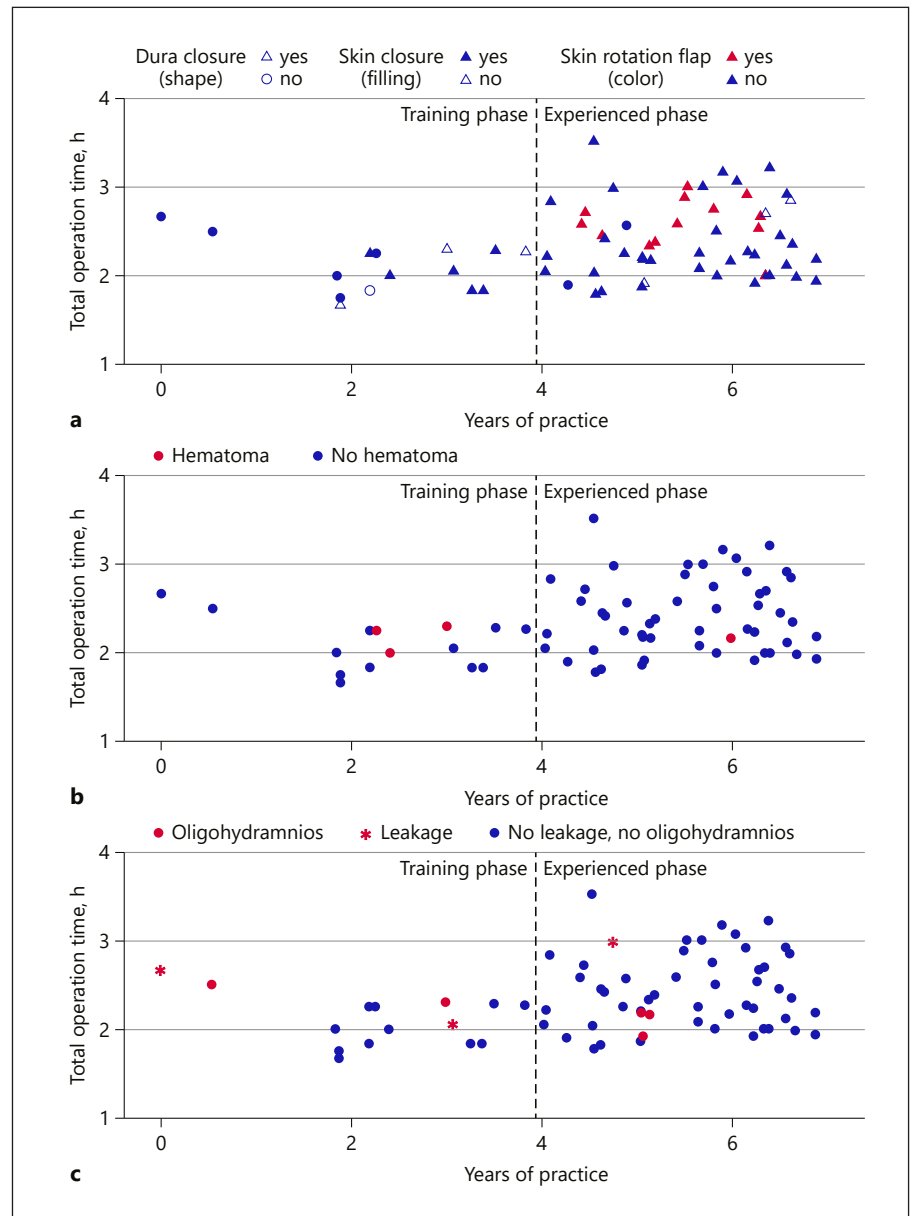 Dura closure yes Skin closure yes Skin rotation flap yes
(shape) no (filling) no (color) no
4
Training phase Experienced phase
3
2
1
Total operation time, h
0 2 4 6
Years of practice
a
Hematoma No hematoma
4
Training phase Experienced phase
3
2
1
Total operation time, h
0 2 4 6
Years of practice
b
Oligohydramnios Leakage No leakage, no oligohydramnios
4
Training phase Experienced phase
3
2
1
Total operation time, h
0 2 4 6
Years of practice
c